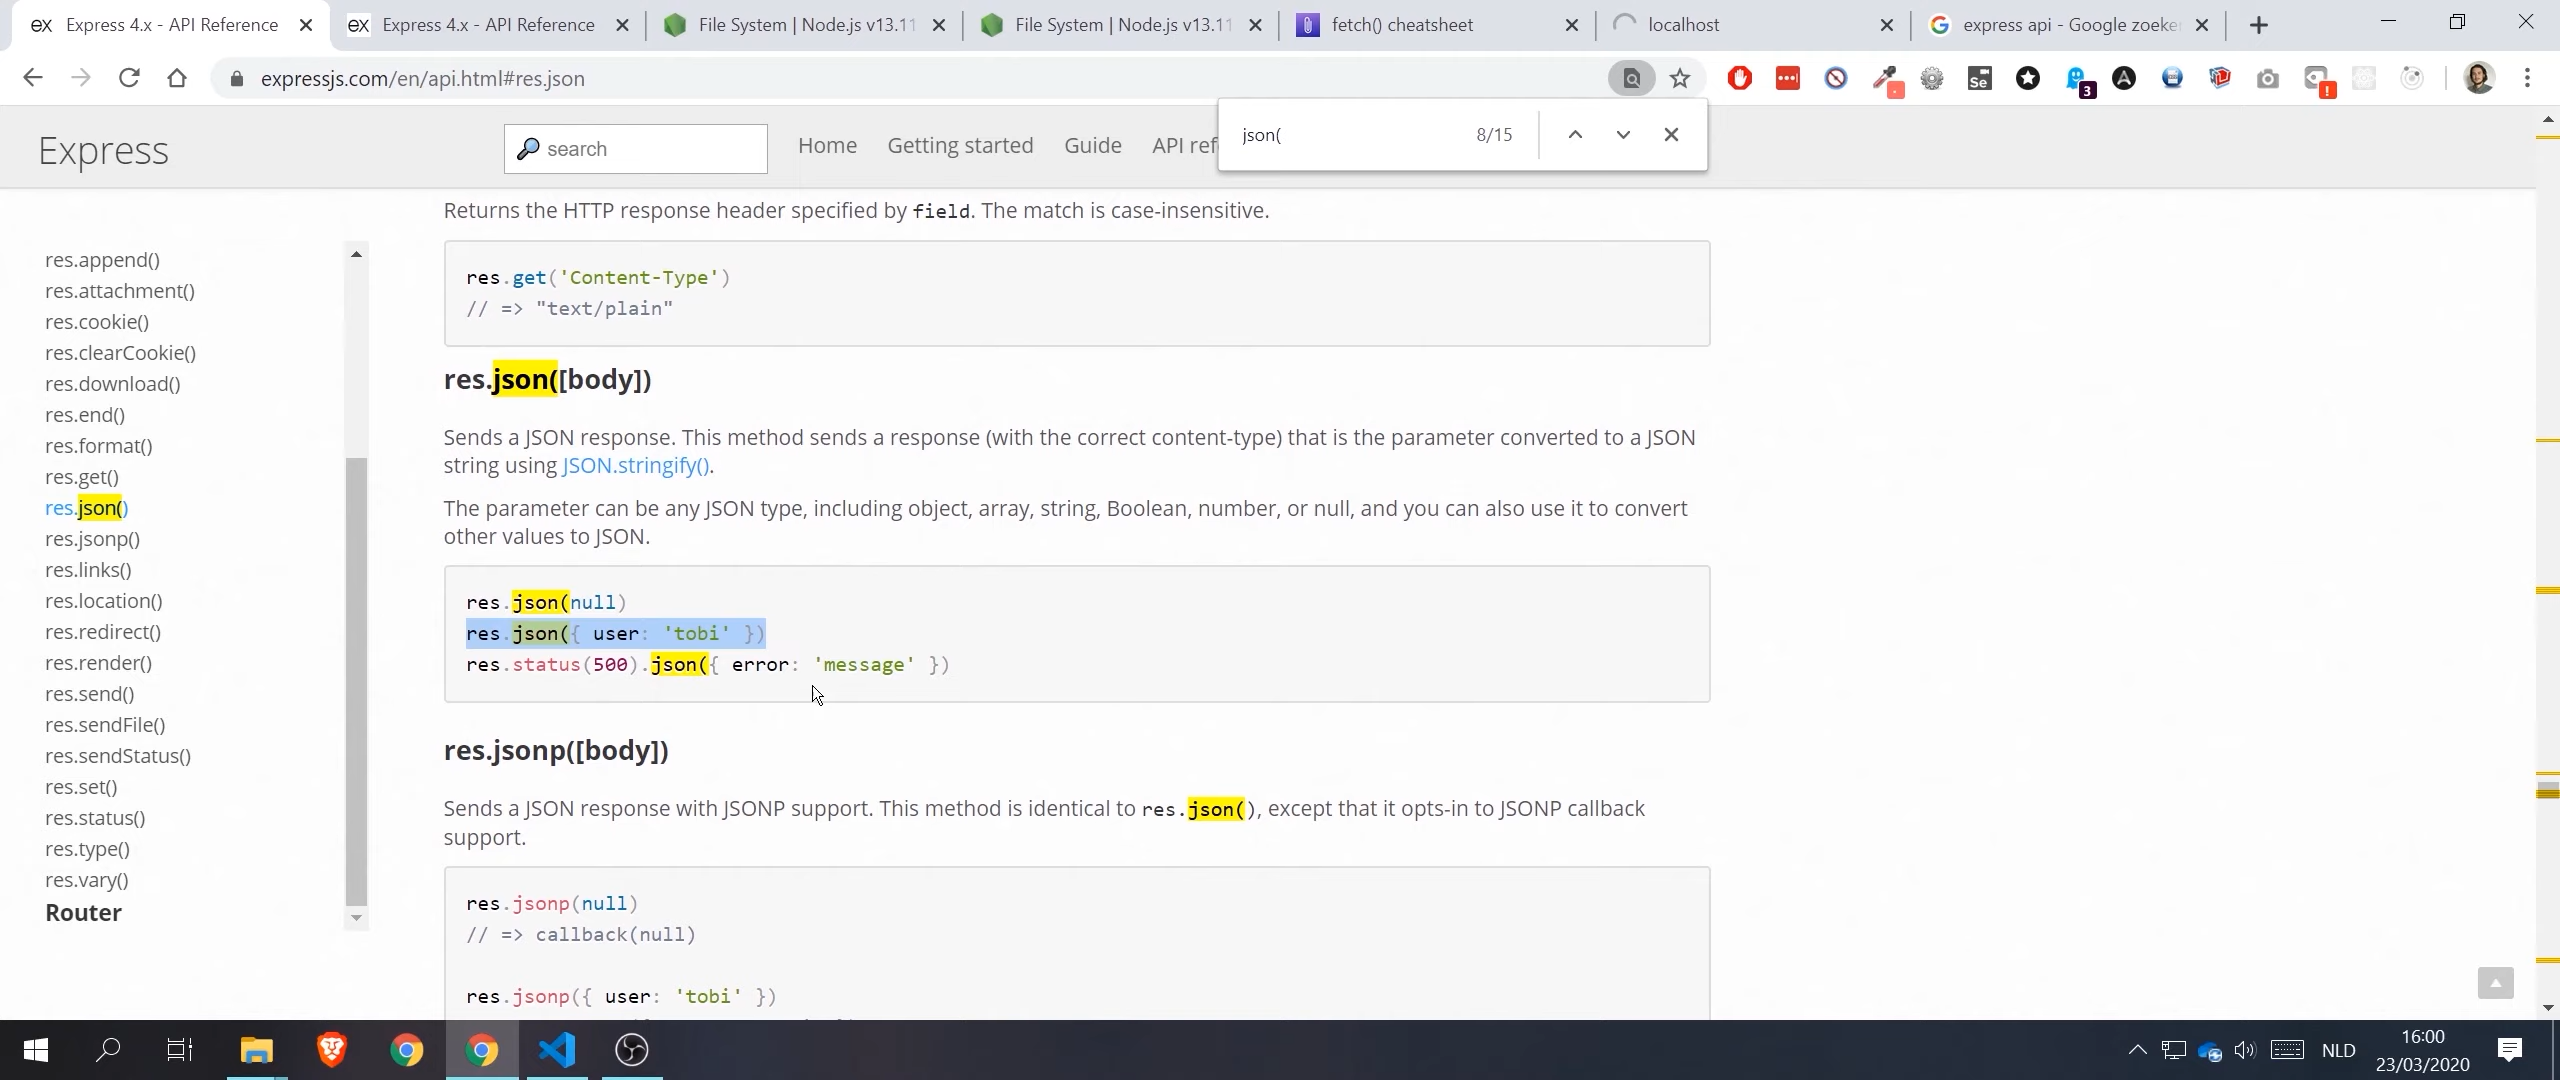 Express 4.x - API Reference
Express 4.x - API Reference
File System | Node.js v13.11
File System | Node.js v13.11
fetch() cheatsheet
localhost
express api - Google zoeken
expressjs.com/en/api.html#res.json
3
json(
8/15
Express
search
Home
Getting started
Guide
API ref
res.append()
res.attachment()
res.cookie()
res.clearCookie()
res.download()
res.end()
res.format()
res.get()
res.json()
res.jsonp()
res.links()
res.location()
res.redirect()
res.render()
res.send()
res.sendFile()
res.sendStatus()
res.set()
res.status()
res.type()
res.vary()
Router
Returns the HTTP response header specified by field. The match is case-insensitive.
res.get('Content-Type')
// => "text/plain"
res.json([body])
Sends a JSON response. This method sends a response (with the correct content-type) that is the parameter converted to a JSON
string using JSON.stringify().
The parameter can be any JSON type, including object, array, string, Boolean, number, or null, and you can also use it to convert
other values to JSON.
res.json(null)
res.json({ user: 'tobi' })
res.status(500).json({ error: 'message' })
res.jsonp([body])
Sends a JSON response with JSONP support. This method is identical to res.json(), except that it opts-in to JSONP callback
support.
res.jsonp(null)
// => callback(null)
res.jsonp({ user: 'tobi' })
NLD
16:00
23/03/2020